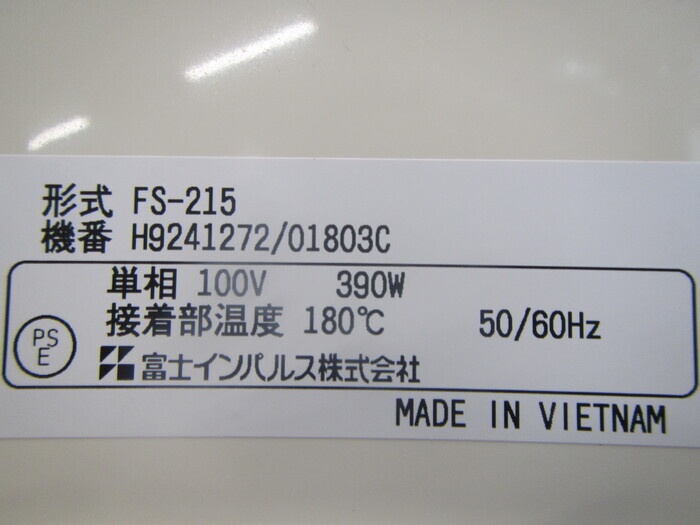 形式 FS-215
機番 H9241272/01803C
単相 100V 390W
接着部温度 180℃ 50/60Hz
PS
E
富士インパルス株式会社
MADE IN VIETNAM